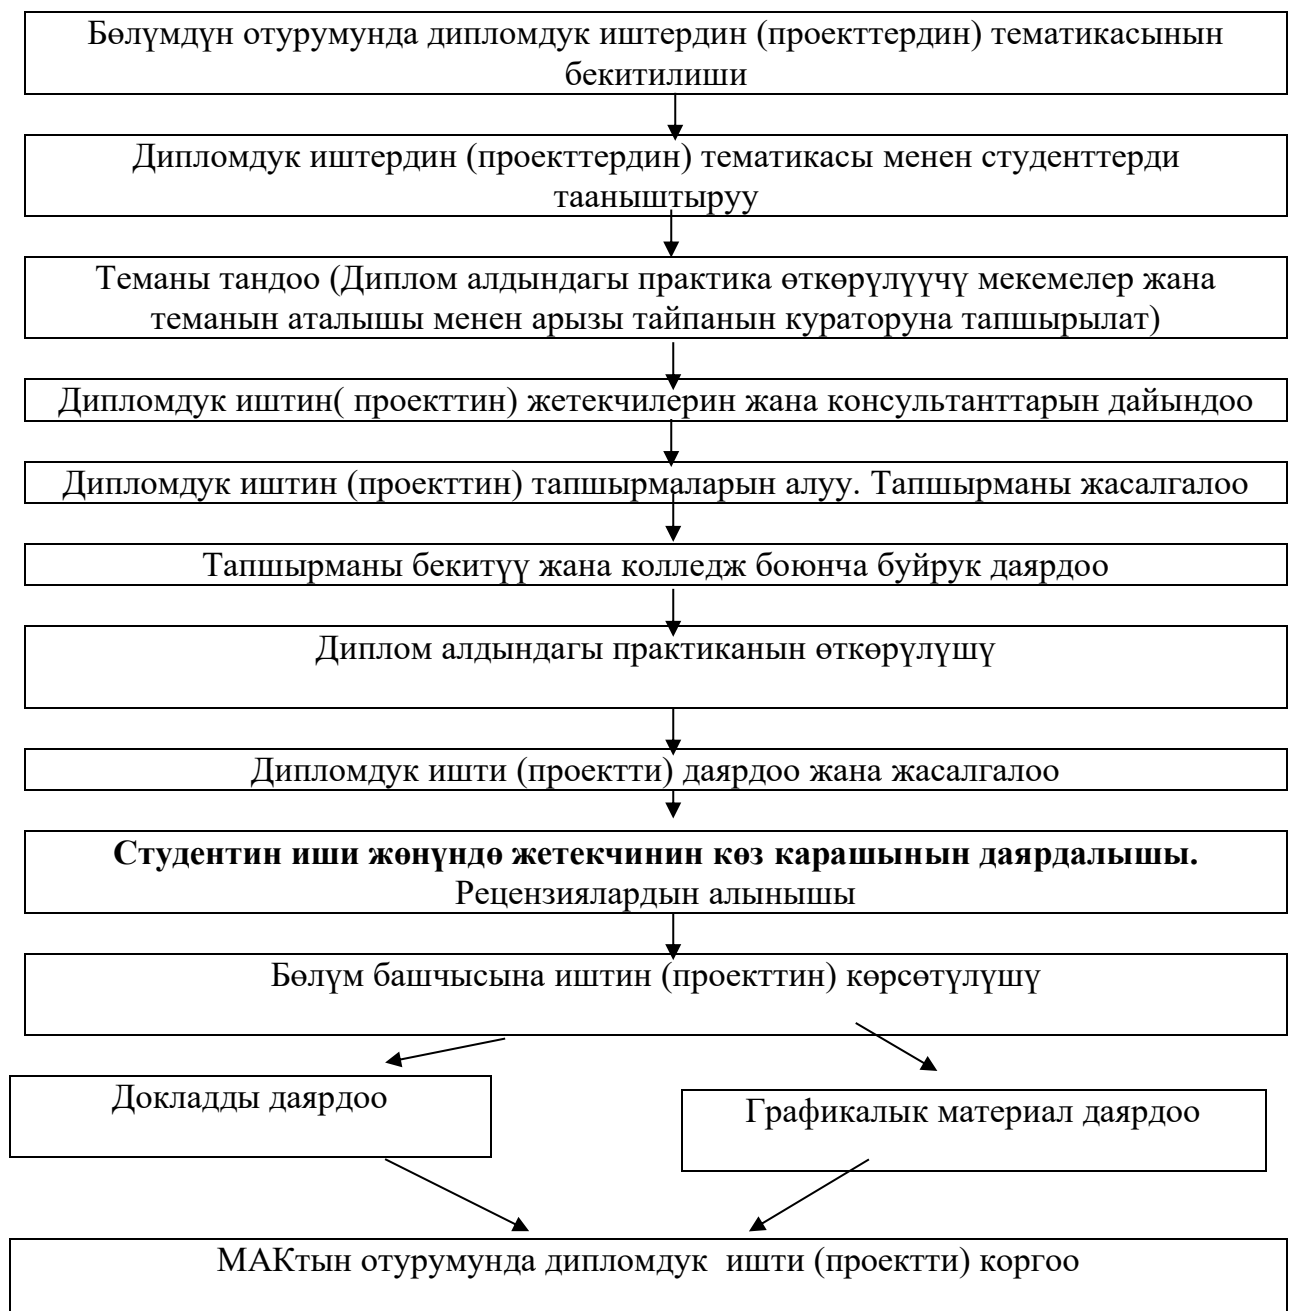 Бөлүмдүн отурумунда дипломдук иштердин (проекттердин) тематикасынын
бекитилиши
Дипломдук иштердин (проекттердин) тематикасы менен студенттерди
тааныштыруу
Теманы тандоо (Диплом алдындагы практика өткөрүлүүчү мекемелер жана
теманын аталышы менен арызы тайпанын кураторуна тапшырылат)
Дипломдук иштин( проекттин) жетекчилерин жана консультанттарын дайындоо
Дипломдук иштин (проекттин) тапшырмаларын алуу. Тапшырманы жасалгалоо
Тапшырманы бекитүү жана колледж боюнча буйрук даярдоо
Диплом алдындагы практиканын өткөрүлүшү
Дипломдук ишти (проектти) даярдоо жана жасалгалоо
Студентин иши жөнүндө жетекчинин көз карашынын даярдалышы.
Рецензиялардын алынышы
Бөлүм башчысына иштин (проекттин) көрсөтүлүшү
Докладды даярдоо
Графикалык материал даярдоо
МАКтын отурумунда дипломдук ишти (проектти) коргоо